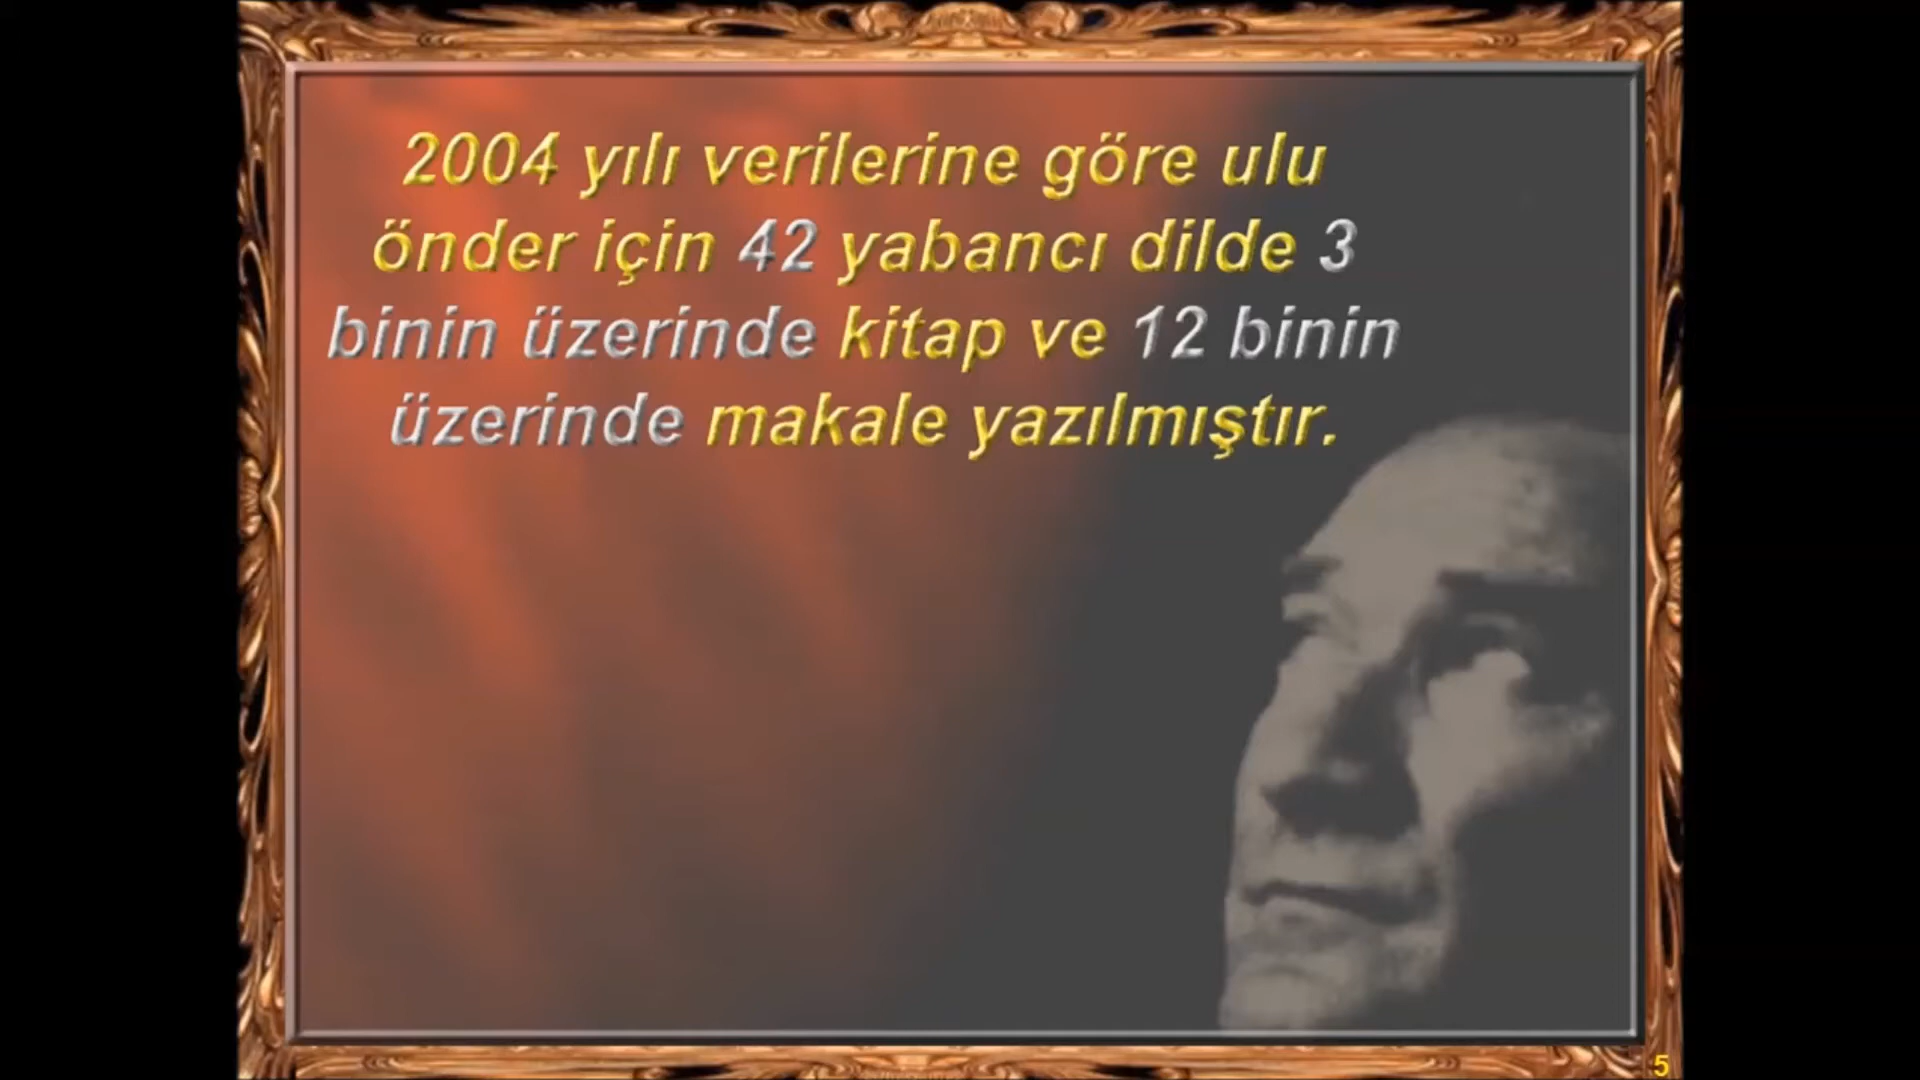 2004 yılı verilerine göre ulu
önder için 42 yabancı dilde 3
binin üzerinde kitap ve 12 binin
üzerinde makale yazılmıştır.
5